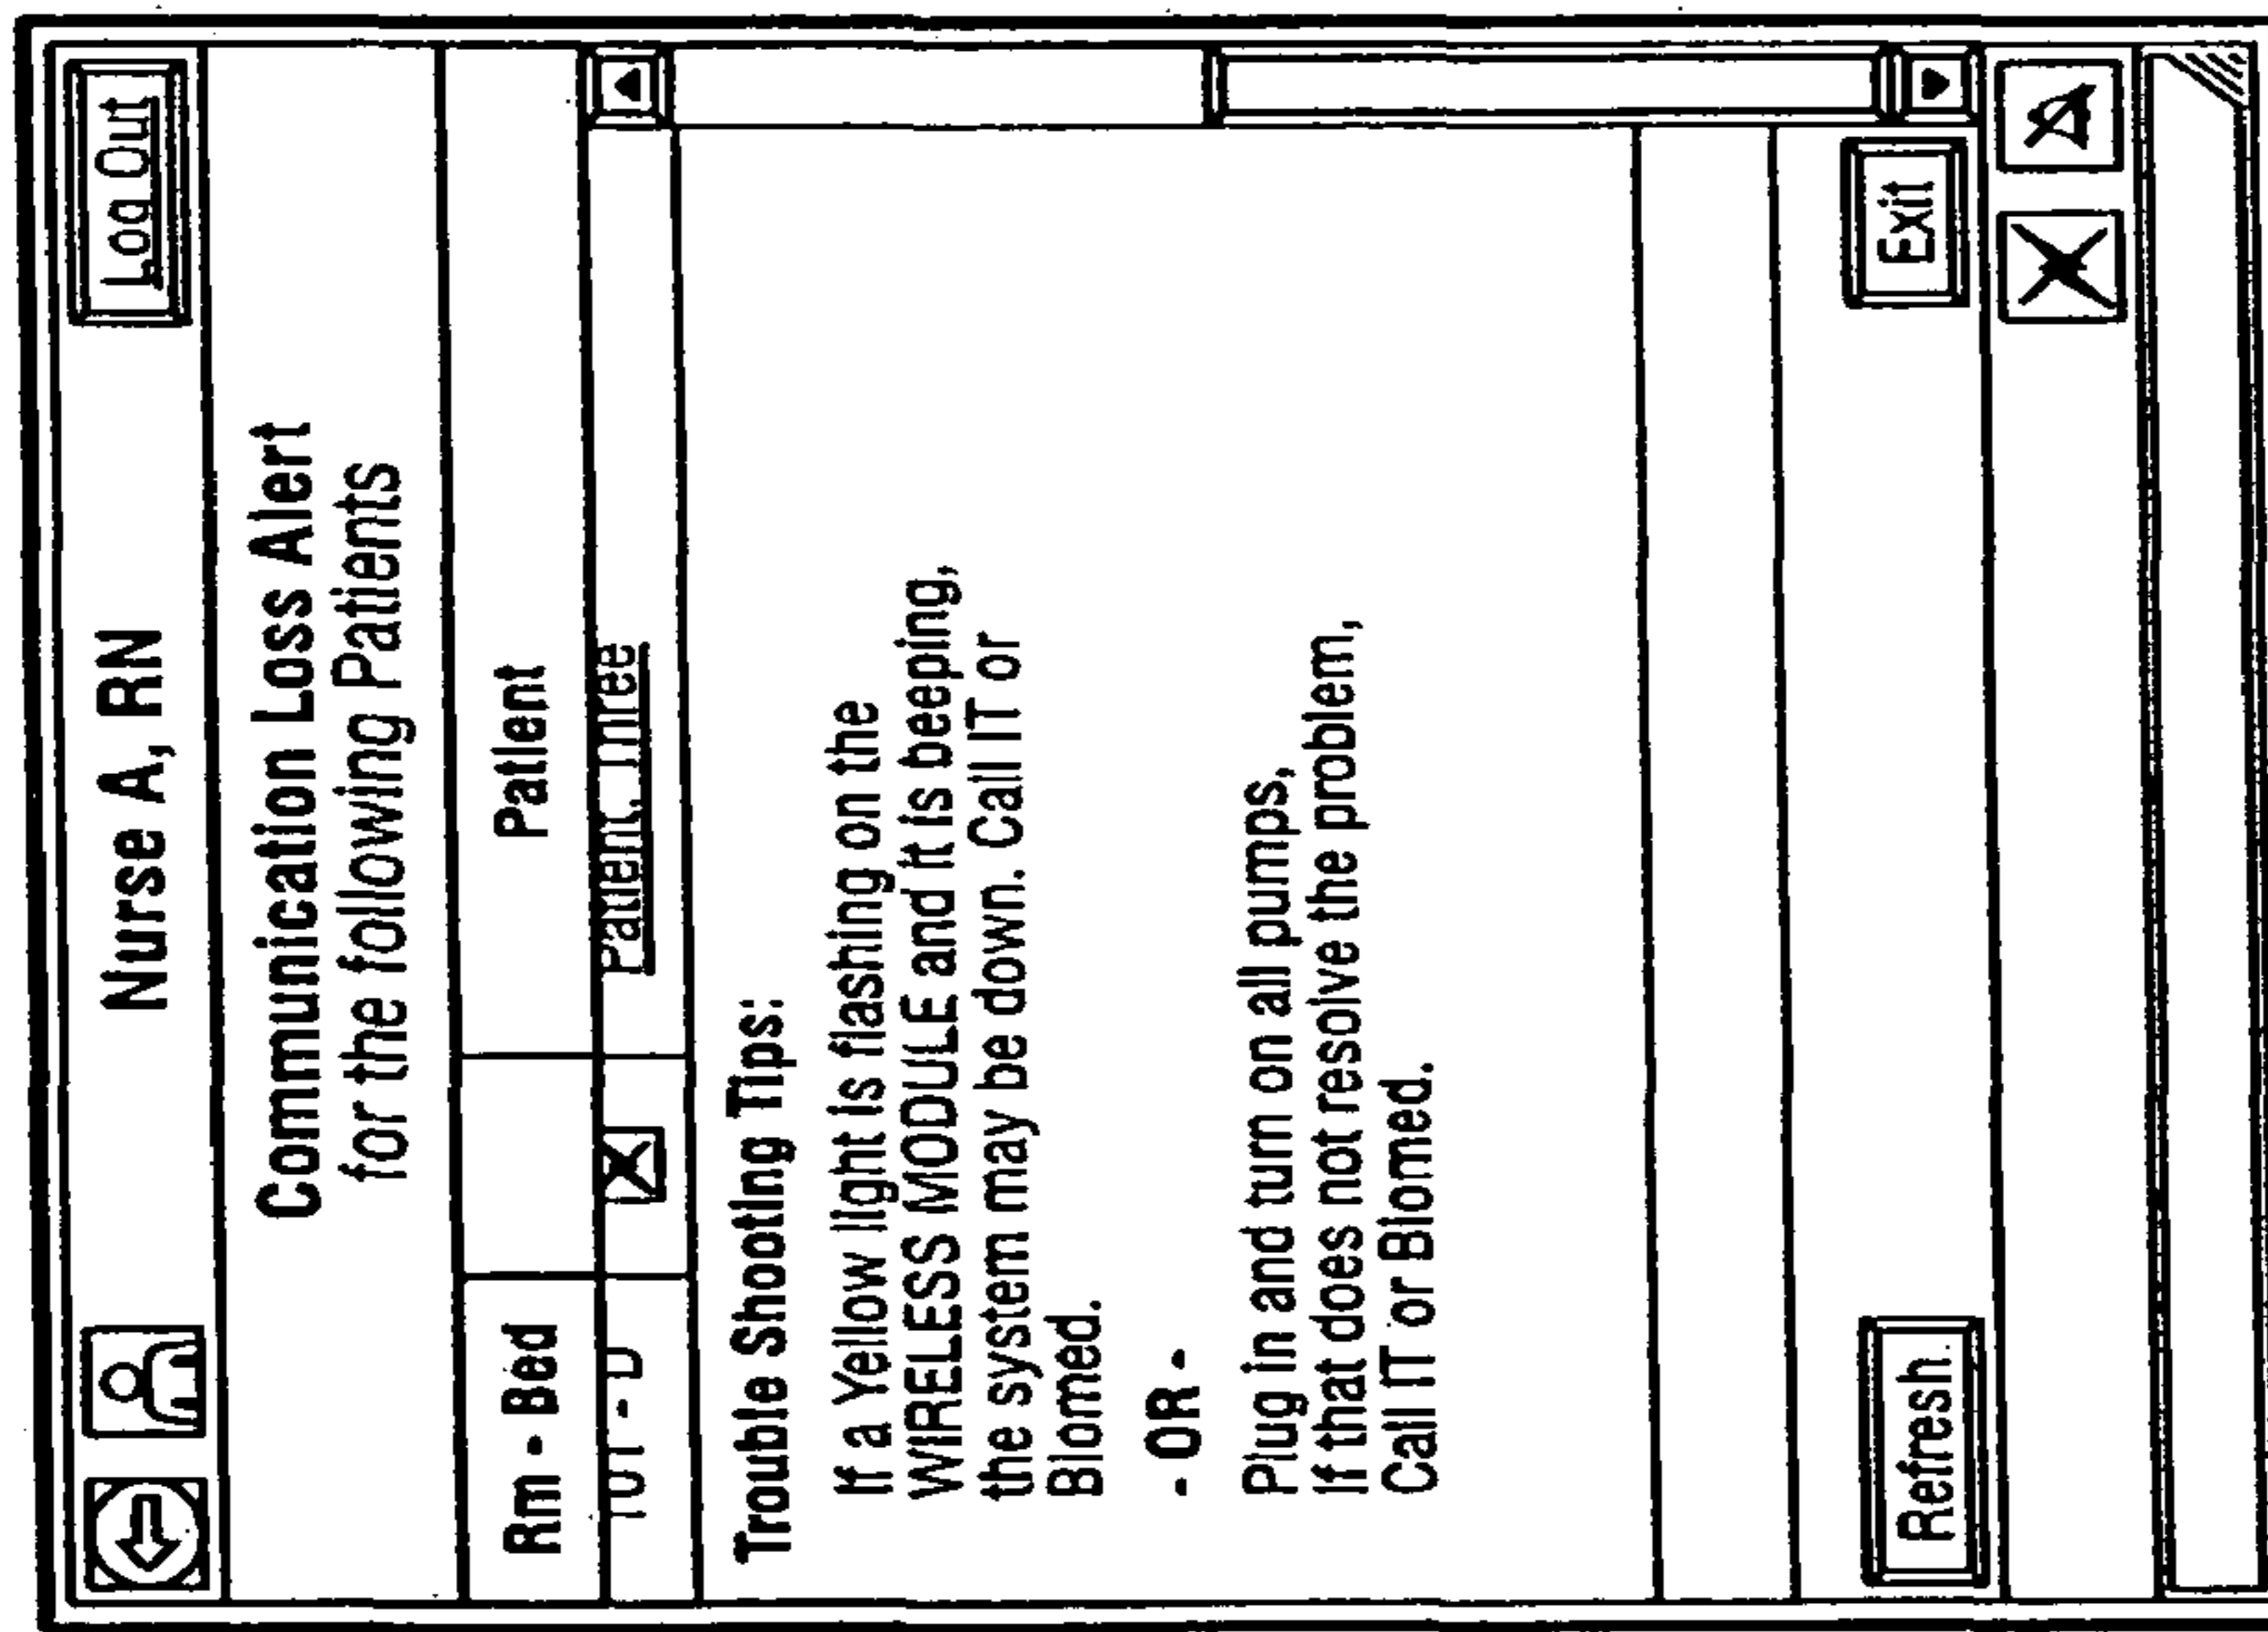 Nurse A, RN
Log Out
Communication Loss Alert
for the following Patients
Rm - Bed
Patient
Patient, Three
Trouble Shooting Tips:
If a Yellow light is flashing on the
WIRELESS MODULE and it is beeping,
the system may be down. Call IT or
Biomed.
- OR -
Plug in and turn on all pumps,
If that does not resolve the problem,
Call IT or Biomed.
Refresh
Exit